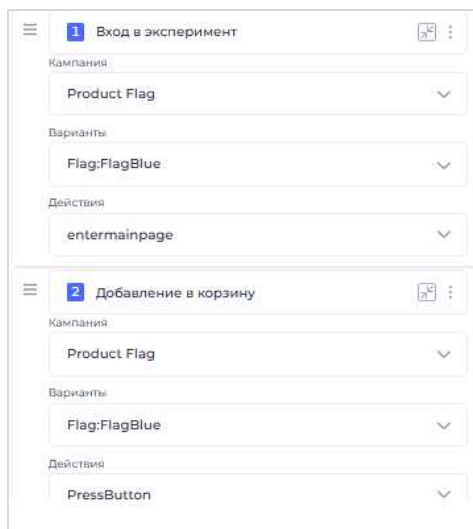 1 Вход в эксперимент
Кампания
Product Flag
Варианты
Flag:FlagBlue
Действия
entermainpage
2 Добавление в корзину
Кампания
Product Flag
Варианты
Flag:FlagBlue
Действия
PressButton